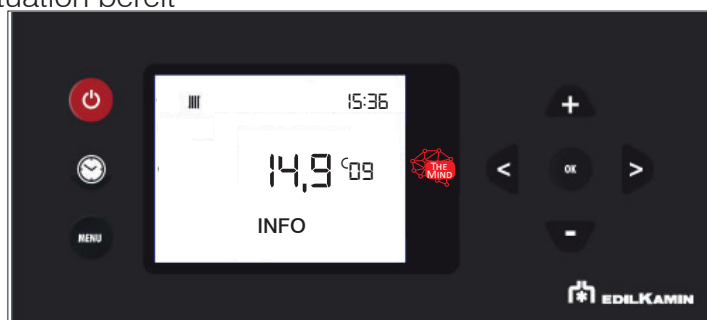 tuation bereit
15:36
14,9 °C 09
INFO
THE
MIND
MENU
OK
EDILKAMIN